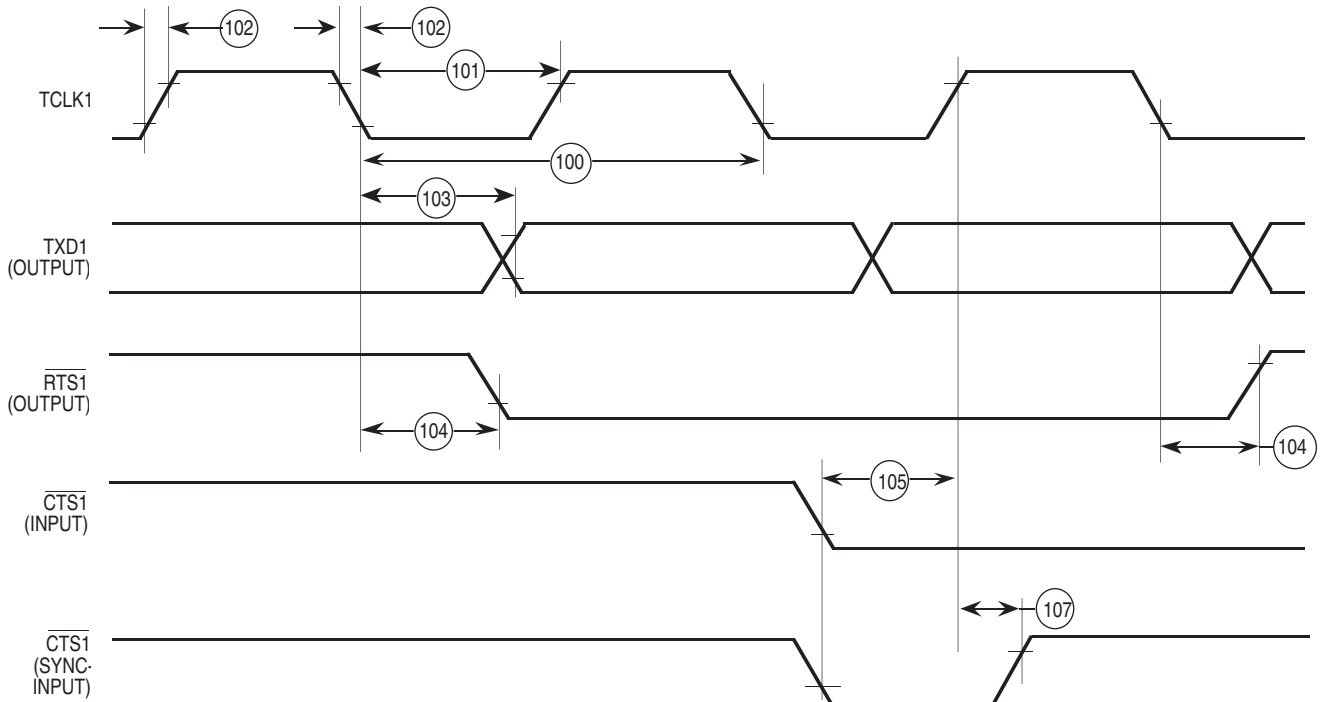 102
102
101
TCLK1
100
103
TXD1
(OUTPUT)
RTS1
(OUTPUT)
104
104
105
CTS1
(INPUT)
107
CTS1
(SYNC-
INPUT)